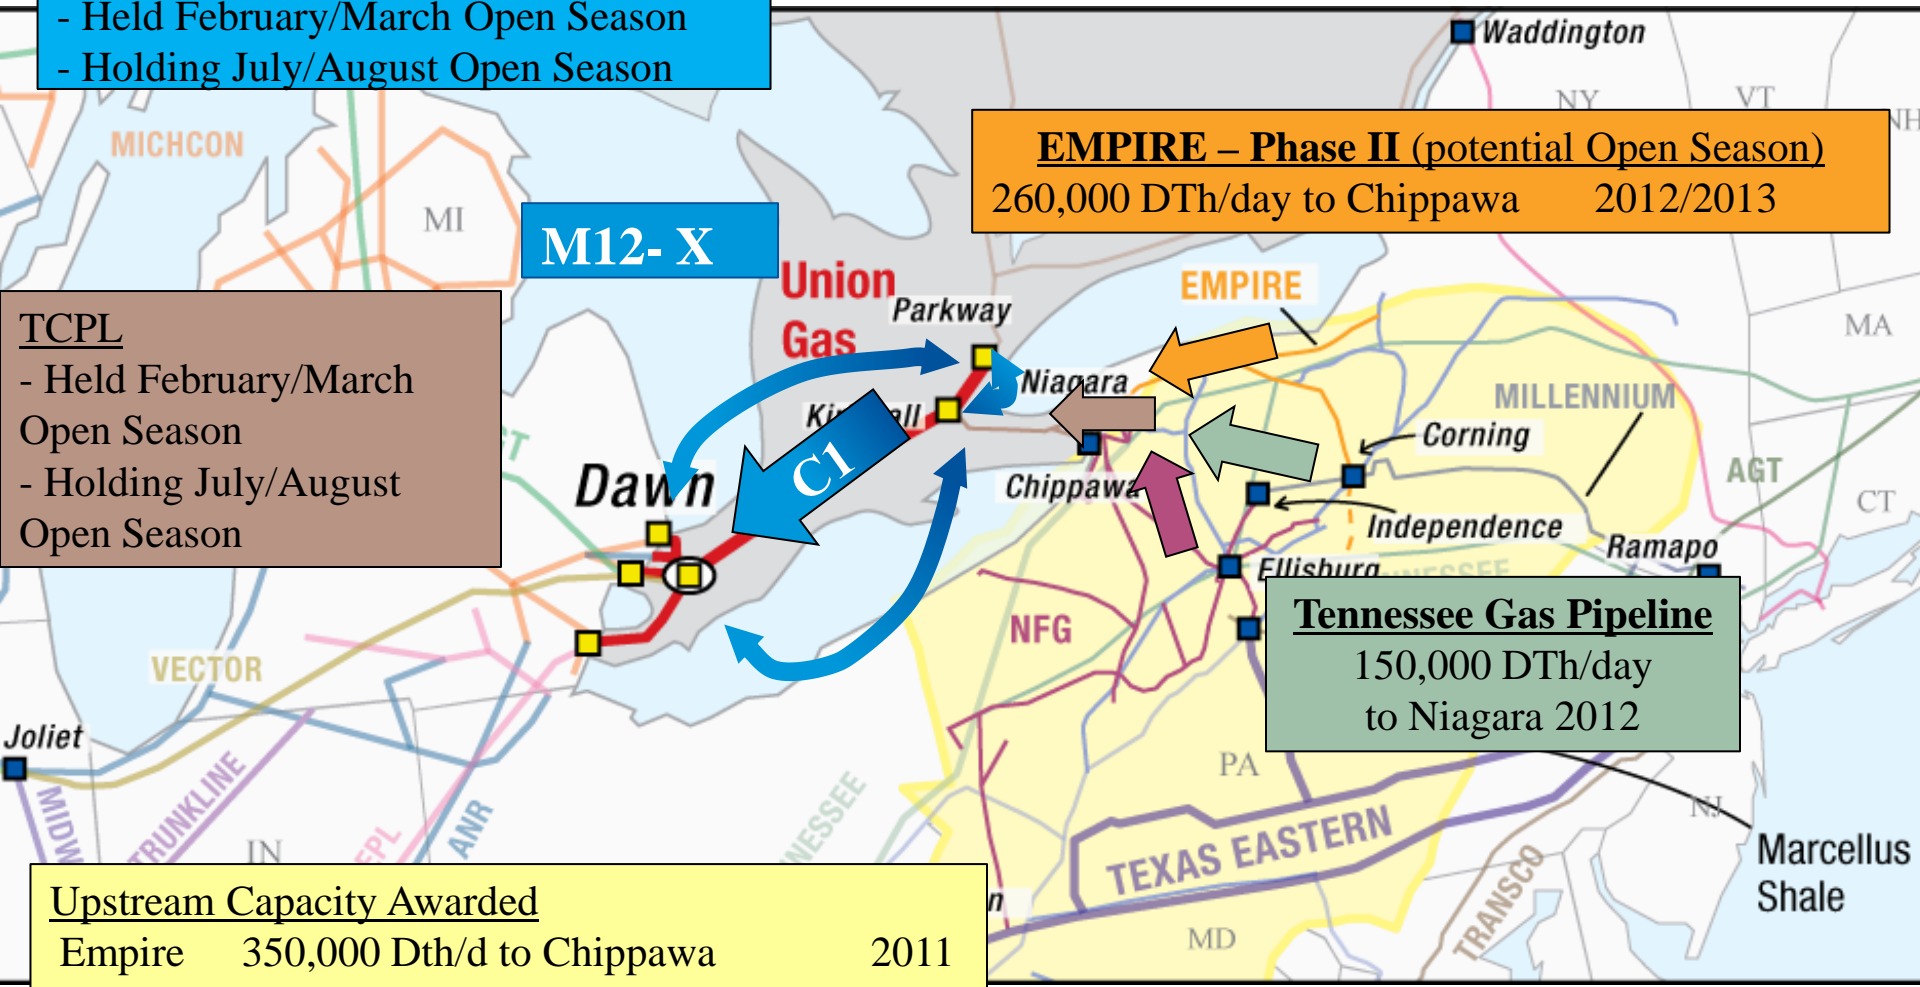 - Held February/March Open Season
- Holding July/August Open Season
Waddington
NY
VT
NH
MICHCON
EMPIRE – Phase II (potential Open Season)
260,000 DTh/day to Chippawa 2012/2013
MI
M12- X
Union
Gas
Parkway
EMPIRE
MA
TCPL
- Held February/March
Open Season
- Holding July/August
Open Season
Niagara
MILLENNIUM
Corning
C1
Dawn
Chippawa
AGT
CT
Independence
Ramapo
Ellisburg
NFG
Tennessee Gas Pipeline
150,000 DTh/day
to Niagara 2012
VECTOR
Joliet
PA
NJ
MIDW
TRUNKLINE
ANR
IN
TEXAS EASTERN
TRANSCO
Marcellus
Shale
MD
Upstream Capacity Awarded
Empire 350,000 Dth/d to Chippawa 2011